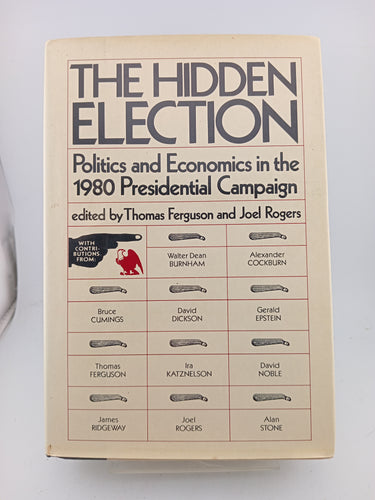 THE HIDDEN
ELECTION
Politics and Economics in the
1980 Presidential Campaign
edited by Thomas Ferguson and Joel Rogers
WITH
CONTRI-
BUTIONS
FROM:
Walter Dean
BURNHAM
Alexander
COCKBURN
Bruce
CUMINGS
David
DICKSON
Gerald
EPSTEIN
Thomas
FERGUSON
Ira
KATZNELSON
David
NOBLE
James
RIDGEWAY
Joel
ROGERS
Alan
STONE